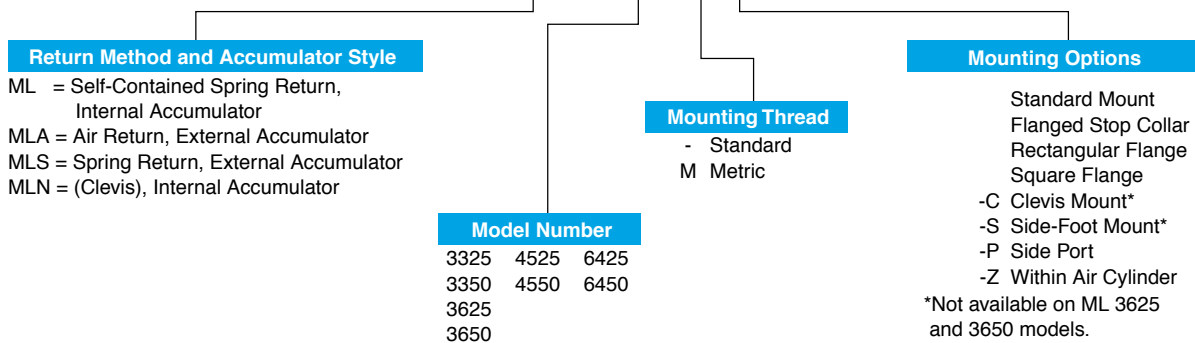 Return Method and Accumulator Style
ML = Self-Contained Spring Return,
Internal Accumulator
MLA = Air Return, External Accumulator
MLS = Spring Return, External Accumulator
MLN = (Clevis), Internal Accumulator
Model Number
3325 4525 6425
3350 4550 6450
3625
3650
Mounting Thread
- Standard
M Metric
Mounting Options
Standard Mount
Flanged Stop Collar
Rectangular Flange
Square Flange
-C Clevis Mount*
-S Side-Foot Mount*
-P Side Port
-Z Within Air Cylinder
*Not available on ML 3625
and 3650 models.